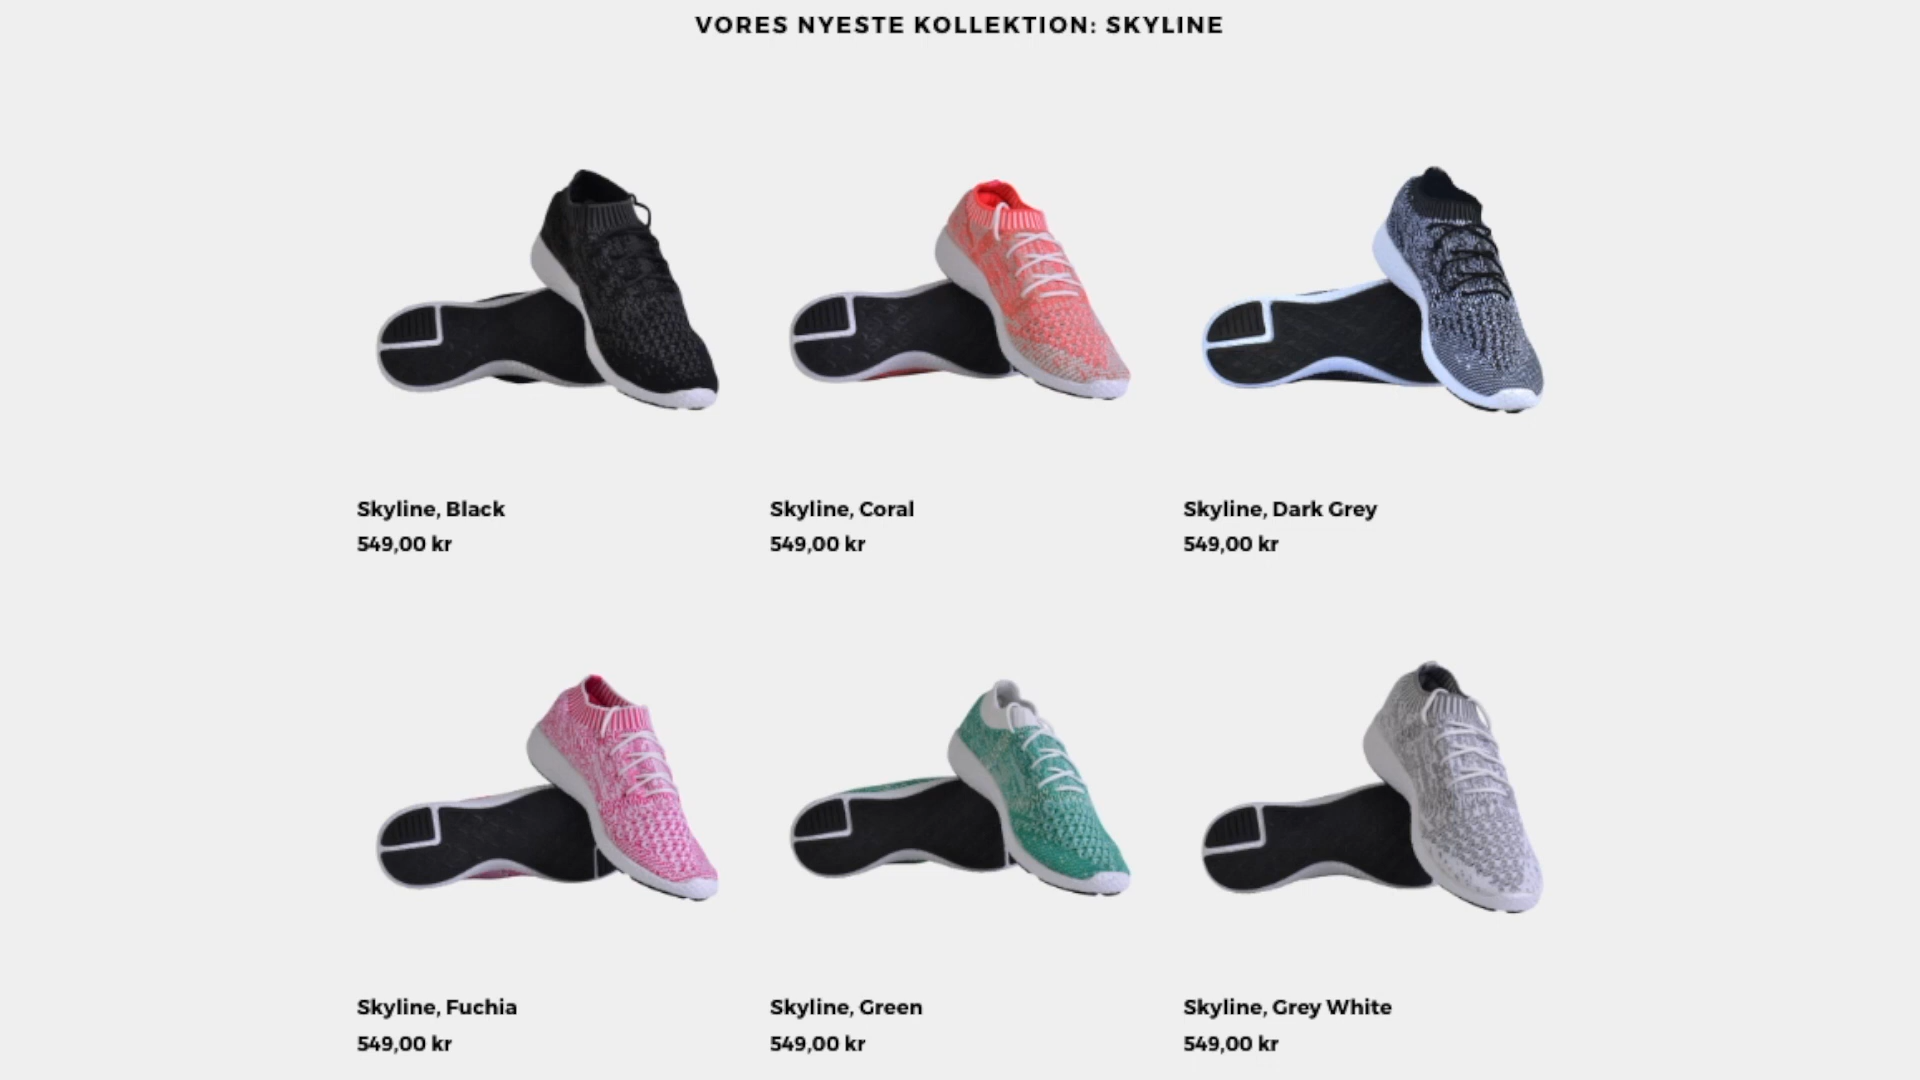 VORES NYESTE KOLLEKTION: SKYLINE
Skyline, Black
549,00 kr
Skyline, Coral
549,00 kr
Skyline, Dark Grey
549,00 kr
Skyline, Fuchia
549,00 kr
Skyline, Green
549,00 kr
Skyline, Grey White
549,00 kr